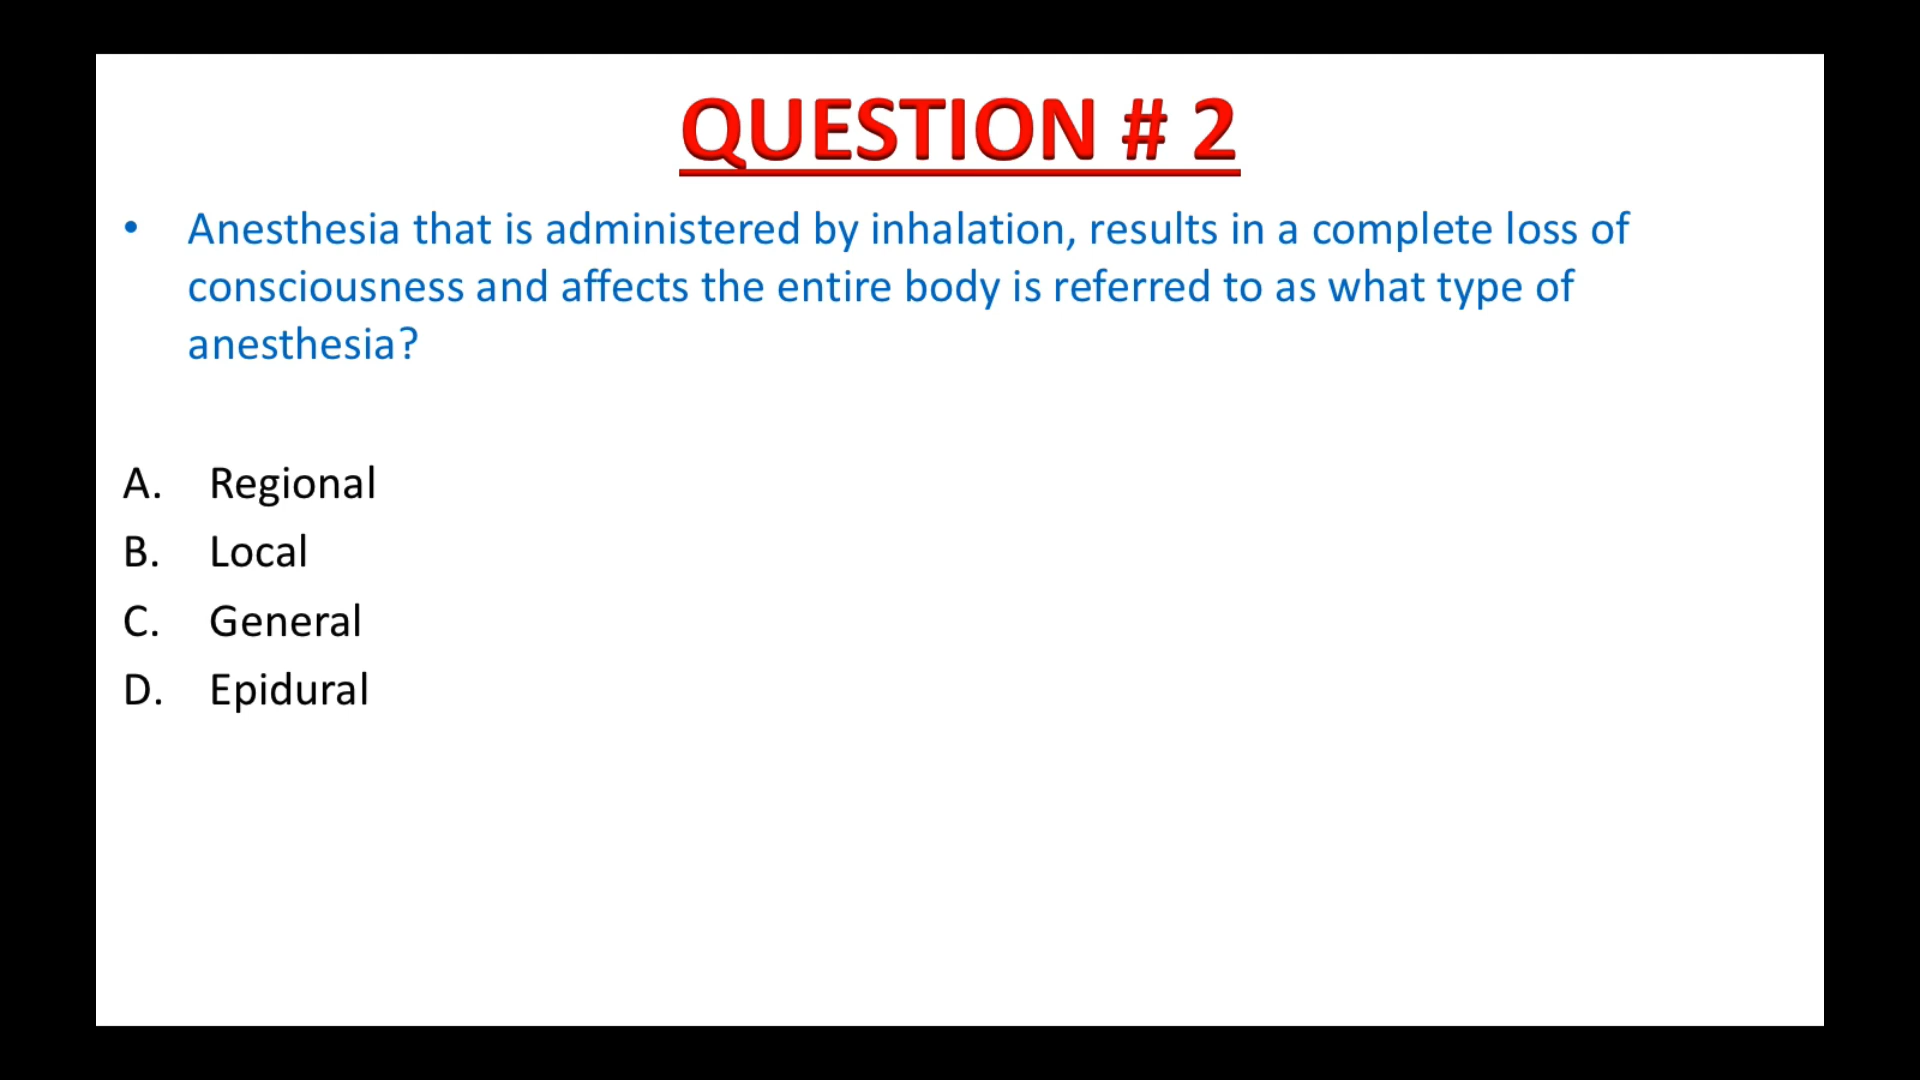 QUESTION # 2
• Anesthesia that is administered by inhalation, results in a complete loss of
consciousness and affects the entire body is referred to as what type of
anesthesia?
A. Regional
B. Local
C. General
D. Epidural